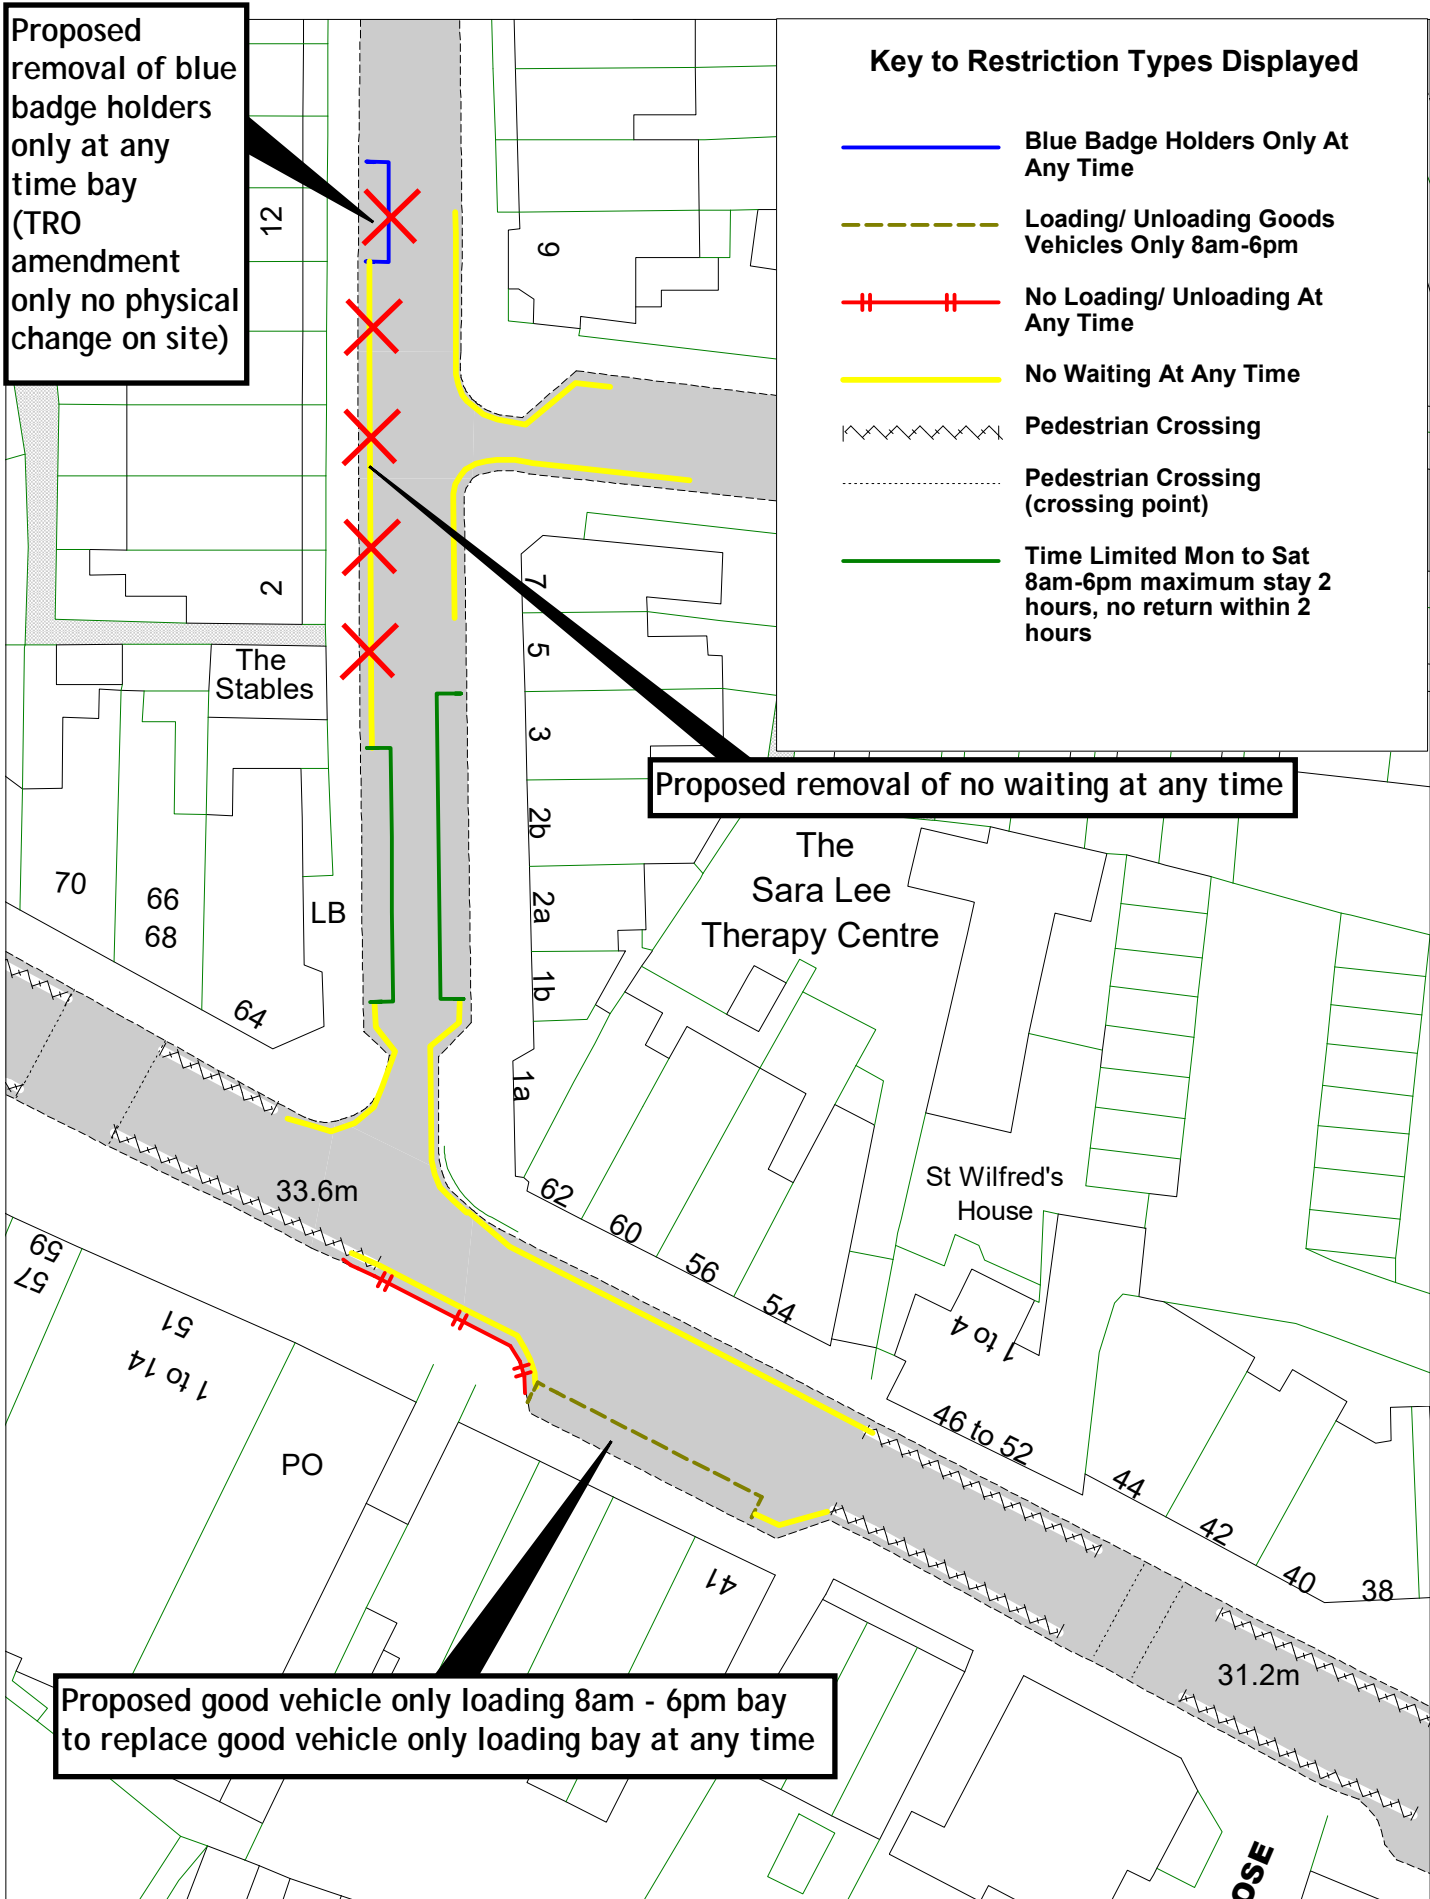 Proposed
removal of blue
badge holders
only at any
time bay
(TRO
amendment
only no physical
change on site)
Key to Restriction Types Displayed
Blue Badge Holders Only At
Any Time
Loading/ Unloading Goods
Vehicles Only 8am-6pm
No Loading/ Unloading At
Any Time
No Waiting At Any Time
Pedestrian Crossing
Pedestrian Crossing
(crossing point)
Time Limited Mon to Sat
8am-6pm maximum stay 2
hours, no return within 2
hours
12
9
2
7
5
3
2b
2a
1b
1a
The
Stables
Proposed removal of no waiting at any time
The
Sara Lee
Therapy Centre
70
66
68
LB
64
33.6m
62
60
56
54
St Wilfred's
House
1 to 4
46 to 52
44
42
40
38
59
57
51
1 to 14
PO
41
31.2m
Proposed good vehicle only loading 8am - 6pm bay
to replace good vehicle only loading bay at any time
OSE